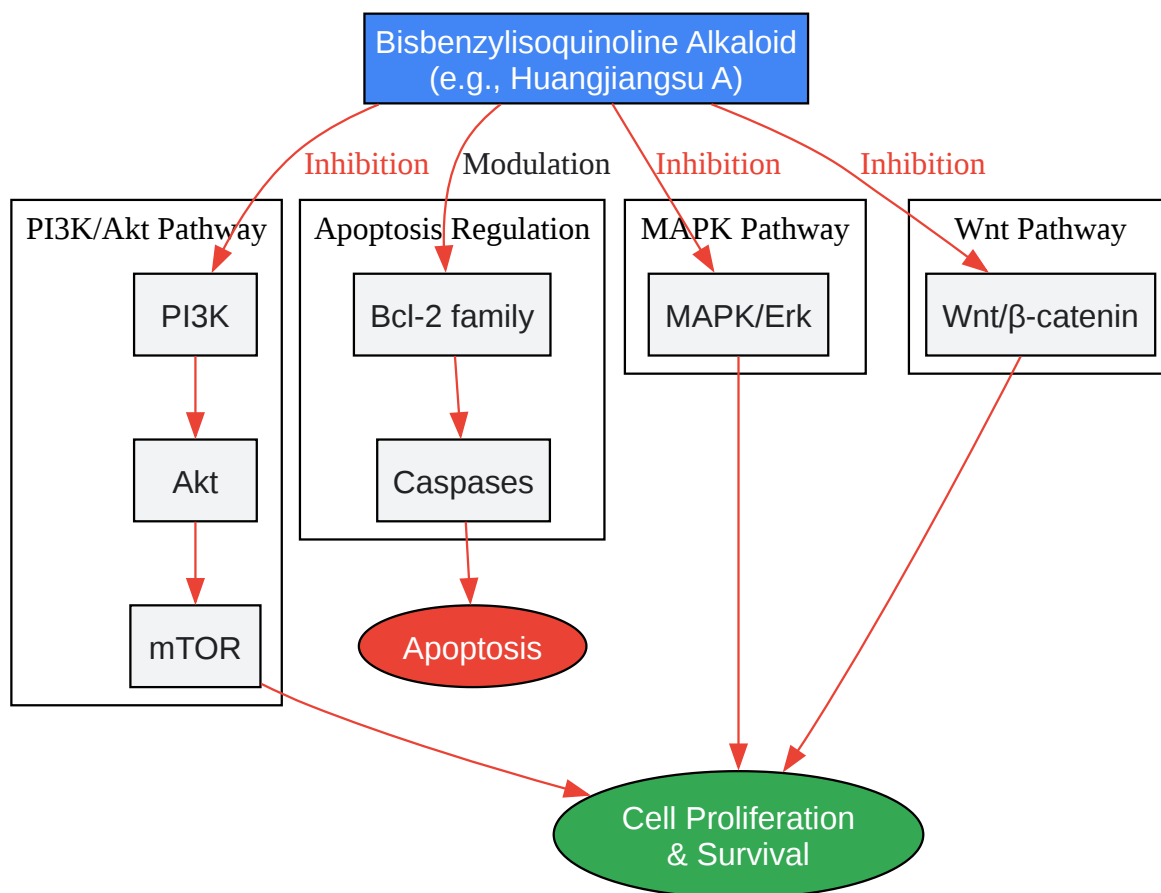 Bisbenzylisoquinoline Alkaloid
(e.g., Huangjiangsu A)
Inhibition
Modulation
Inhibition
Inhibition
PI3K/Akt Pathway
Apoptosis Regulation
MAPK Pathway
Wnt Pathway
PI3K
Bcl-2 family
MAPK/Erk
Wnt/β-catenin
Akt
Caspases
mTOR
Apoptosis
Cell Proliferation
& Survival